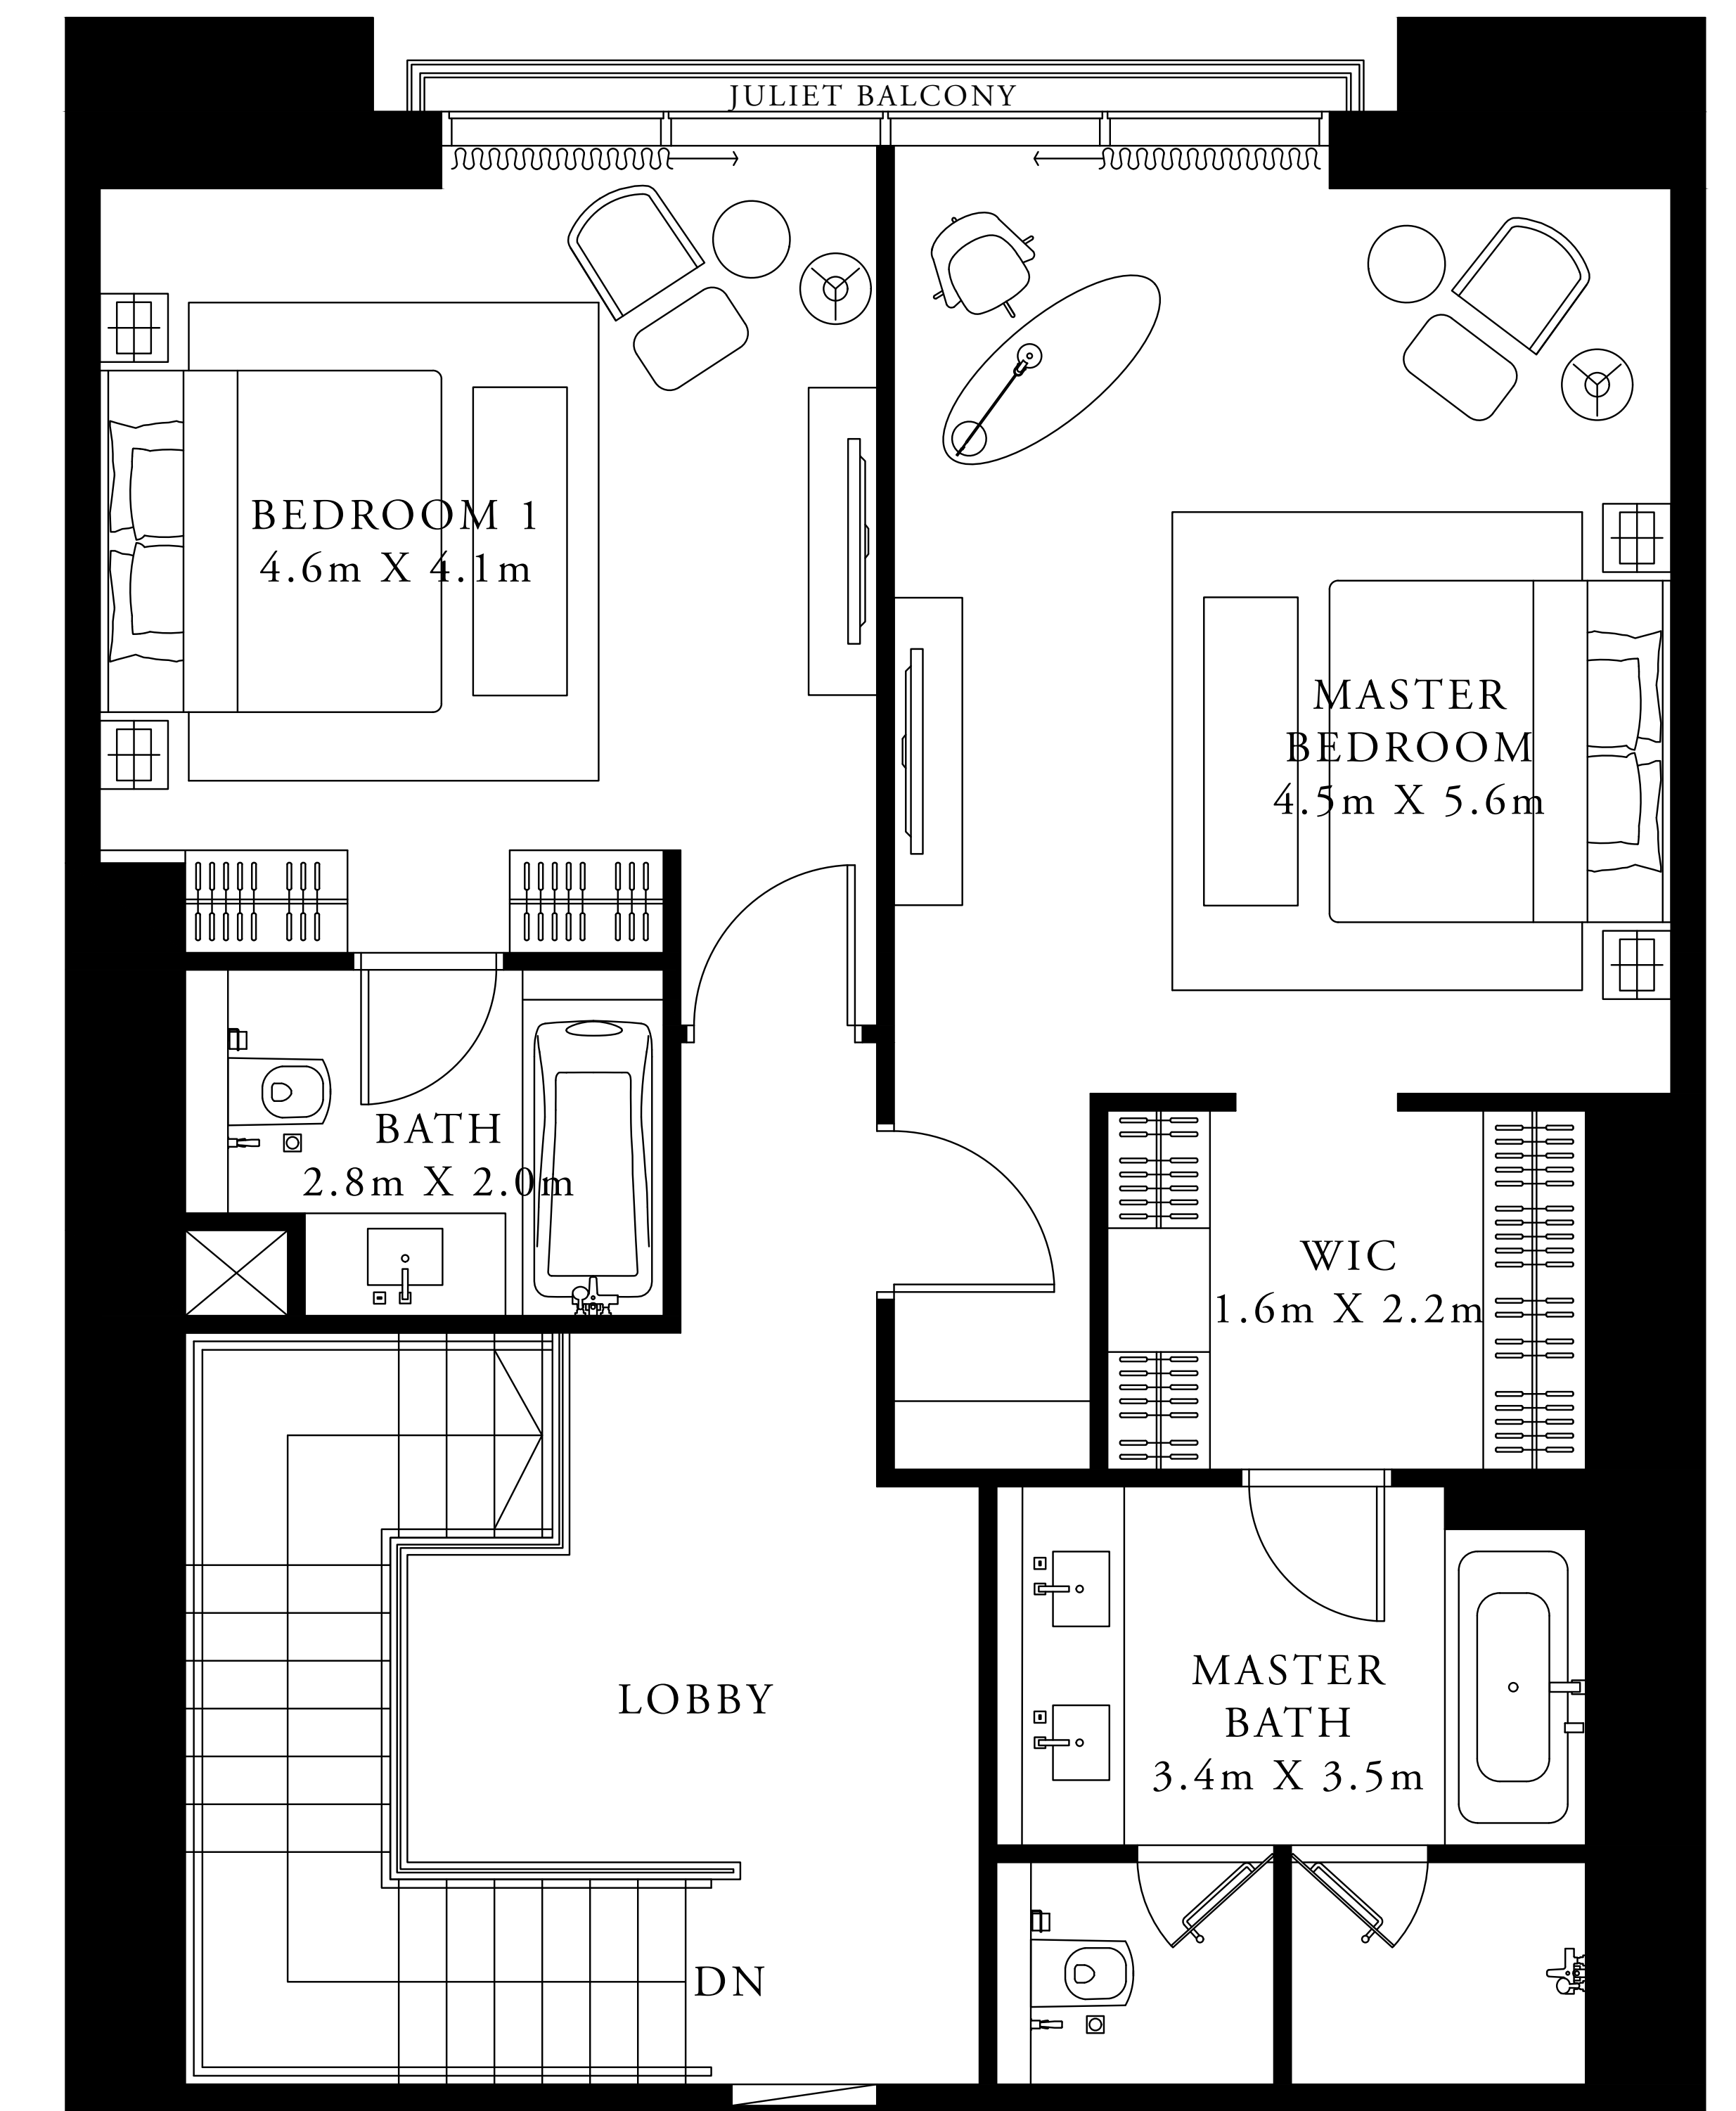 JULIET BALCONY
BEDROOM 1
4.6m X 4.1m
MASTER
BEDROOM
4.5m X 5.6m
BATH
2.8m X 2.0m
WIC
1.6m X 2.2m
LOBBY
MASTER
BATH
3.4m X 3.5m
DN